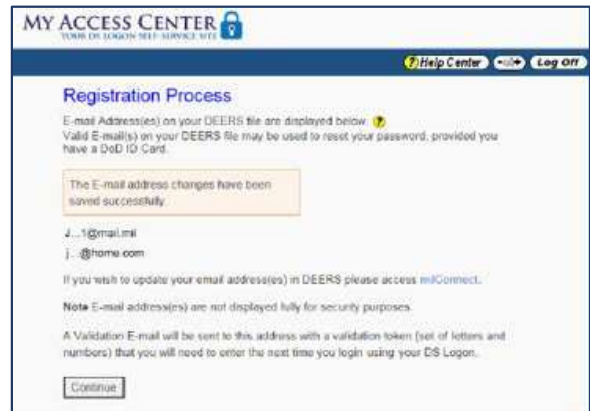 MY ACCESS CENTER
YOUR DS LOGON SELF-SERVICE SITE
Help Center Log Off
Registration Process
E-mail Address(es) on your DEERS file are displayed below.
Valid E-mail(s) on your DEERS file may be used to reset your password, provided you
have a DoD ID Card.
The E-mail address changes have been
saved successfully.
J...1@mail.mil
j...@home.com
If you wish to update your email address(es) in DEERS please access milConnect.
Note E-mail address(es) are not displayed fully for security purposes.
A Validation E-mail will be sent to this address with a validation token (set of letters and
numbers) that you will need to enter the next time you login using your DS Logon.
Continue